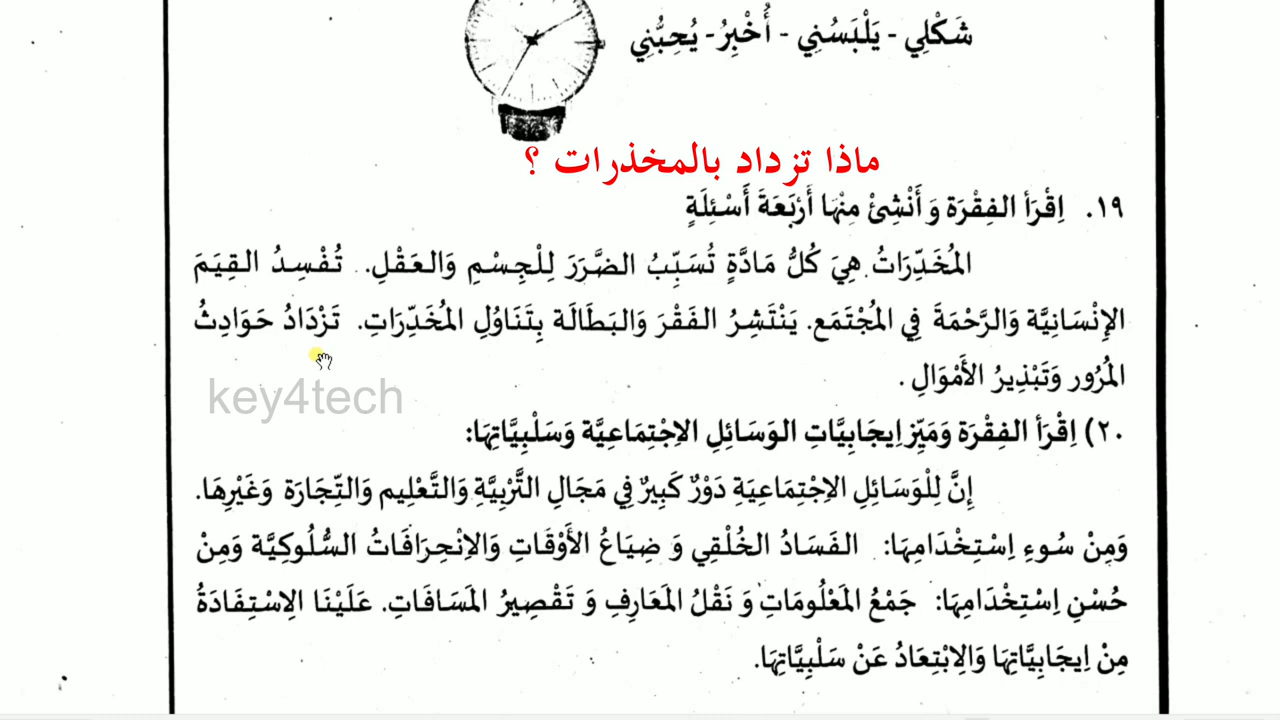 شَكْلِي - يَلْبَسُنِي - أُخْبِرُ - يُحِبُّنِي
ماذا تزداد بالمخذرات ؟
١٩. اِقْرَأ الفِقْرَة وَ أَنْشِئْ مِنْهَا أَرْبَعَةَ أَسْئِلَةٍ
المُخَدِّرَاتُ هِيَ كُلُّ مَادَّةٍ تُسَبِّبُ الضَّرَرَ لِلْجِسْمِ وَالعَقْلِ. تُفْسِدُ القِيَمَ
الإِنْسَانِيَّة وَالرَّحْمَةَ فِي المُجْتَمَع. يَنْتَشِرُ الفَقْرَ وَالبَطَالَة بِتَنَاوُلِ المُخَدِّرَاتِ. تَزْدَادُ حَوَادِثُ
المُرُور وَتَبْذِيرُ الأَمْوَالِ .
key4tech
٢٠) اِقْرَأ الفِقْرَة وَمَيِّز اِيجَابِيَّاتِ الوَسَائِلِ الاِجْتِمَاعِيَّة وَسَلْبِيَّاتِهَا:
إِنَّ لِلْوَسَائِلِ الاِجْتِمَاعِيَةِ دَوْرٌ كَبِيرٌ فِي مَجَالِ التَّرْبِيَّةِ وَالتَّعْلِيم وَالتِّجَارَة وَغَيْرِهَا.
وَمِنْ سُوءِ اِسْتِخْدَامِهَا: الفَسَادُ الخُلْقِي وَ ضِيَاعُ الأَوْقَاتِ وَالاِنْحِرَافَاتُ السُّلُوكِيَّة وَمِنْ
حُسْنِ اِسْتِخْدَامِهَا: جَمْعُ المَعْلُومَاتِ وَ نَقْلُ المَعَارِفِ وَ تَقْصِيرُ المَسَافَاتِ. عَلَيْنَا الاِسْتِفَادَةُ
مِنْ اِيجَابِيَّاتِهَا وَالِابْتِعَادُ عَنْ سَلْبِيَّاتِهَا.